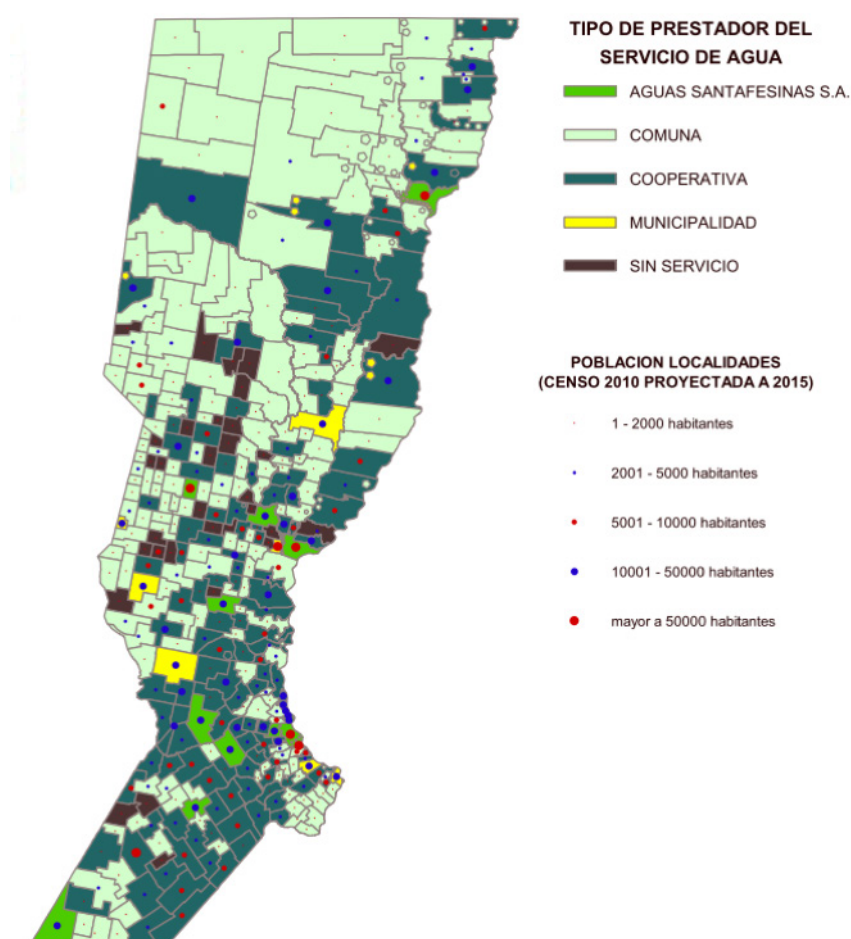 TIPO DE PRESTADOR DEL
SERVICIO DE AGUA
AGUAS SANTAFESINAS S.A.
COMUNA
COOPERATIVA
MUNICIPALIDAD
SIN SERVICIO
POBLACION LOCALIDADES
(CENSO 2010 PROYECTADA A 2015)
1 - 2000 habitantes
2001 - 5000 habitantes
5001 - 10000 habitantes
10001 - 50000 habitantes
mayor a 50000 habitantes